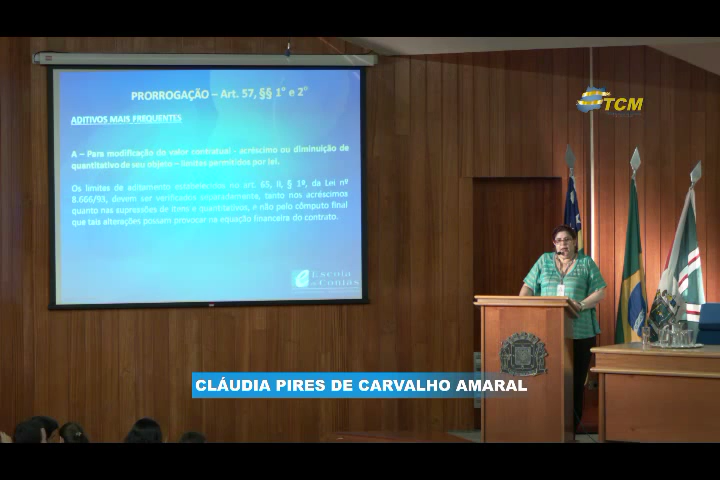 PRORROGAÇÃO – Art. 57, §§ 1° e 2°
TCM
ADITIVOS MAIS FREQUENTES
A – Para modificação do valor contratual - acréscimo ou diminuição de
quantitativo de seu objeto – limites permitidos por lei.
Os limites de aditamento estabelecidos no art. 65, II, § 1º, da Lei nº
8.666/93, devem ser verificados separadamente, tanto nos acréscimos
quanto nas supressões de itens e quantitativos, e não pelo cômputo final
que tais alterações possam provocar na equação financeira do contrato.
Escola
de Contas
CLÁUDIA PIRES DE CARVALHO AMARAL